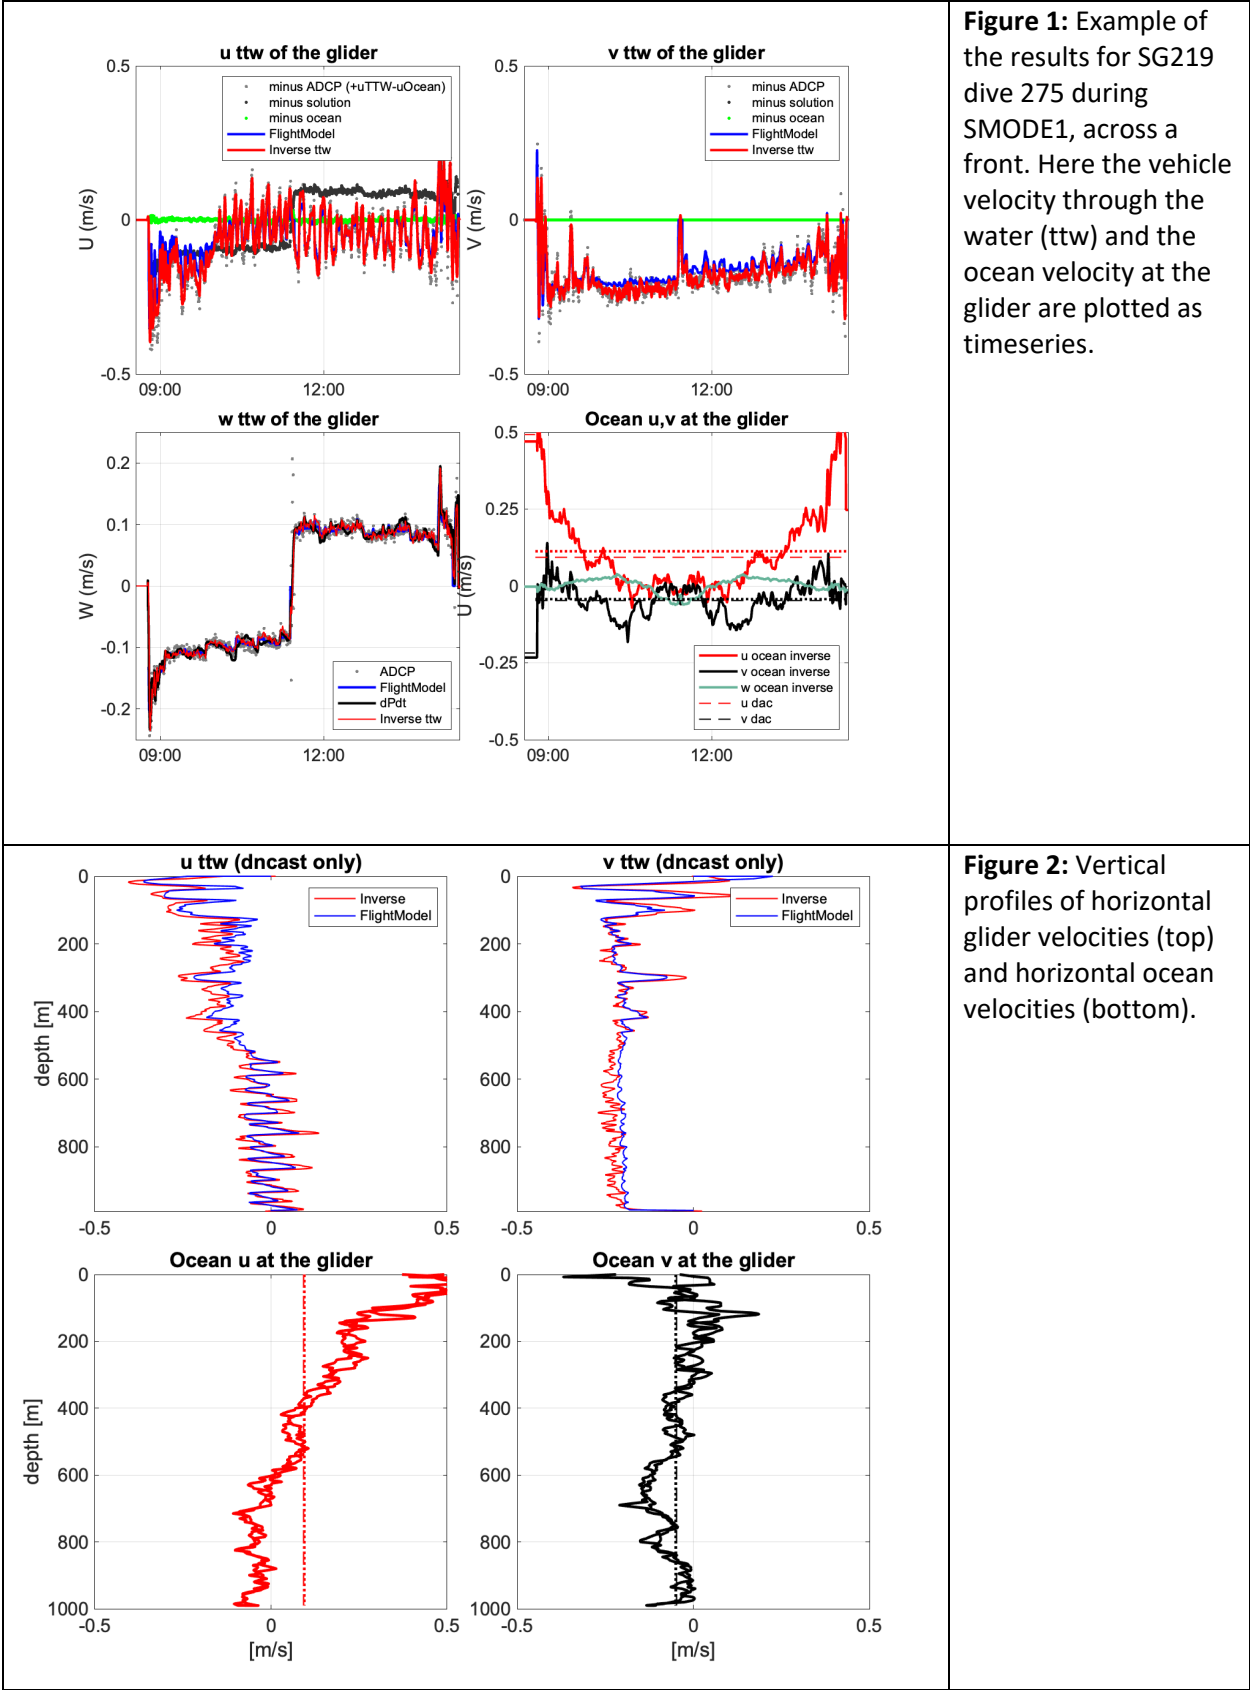 u ttw of the glider
0.5
0
-0.5
U (m/s)
09:00
12:00
minus ADCP (+uTTW-uOcean)
minus solution
minus ocean
FlightModel
Inverse ttw
v ttw of the glider
0.5
0
-0.5
V (m/s)
09:00
12:00
minus ADCP
minus solution
minus ocean
FlightModel
Inverse ttw
w ttw of the glider
0.2
0.1
0
-0.1
-0.2
W (m/s)
09:00
12:00
ADCP
FlightModel
dPdt
Inverse ttw
Ocean u,v at the glider
0.5
0.25
0
-0.25
-0.5
U (m/s)
09:00
12:00
u ocean inverse
v ocean inverse
w ocean inverse
u dac
v dac
Figure 1: Example of
the results for SG219
dive 275 during
SMODE1, across a
front. Here the vehicle
velocity through the
water (ttw) and the
ocean velocity at the
glider are plotted as
timeseries.
u ttw (dncast only)
0
200
400
600
800
depth [m]
-0.5
0
0.5
Inverse
FlightModel
v ttw (dncast only)
0
200
400
600
800
-0.5
0
0.5
Inverse
FlightModel
Ocean u at the glider
0
200
400
600
800
1000
depth [m]
-0.5
0
0.5
[m/s]
Ocean v at the glider
0
200
400
600
800
1000
-0.5
0
0.5
[m/s]
Figure 2: Vertical
profiles of horizontal
glider velocities (top)
and horizontal ocean
velocities (bottom).